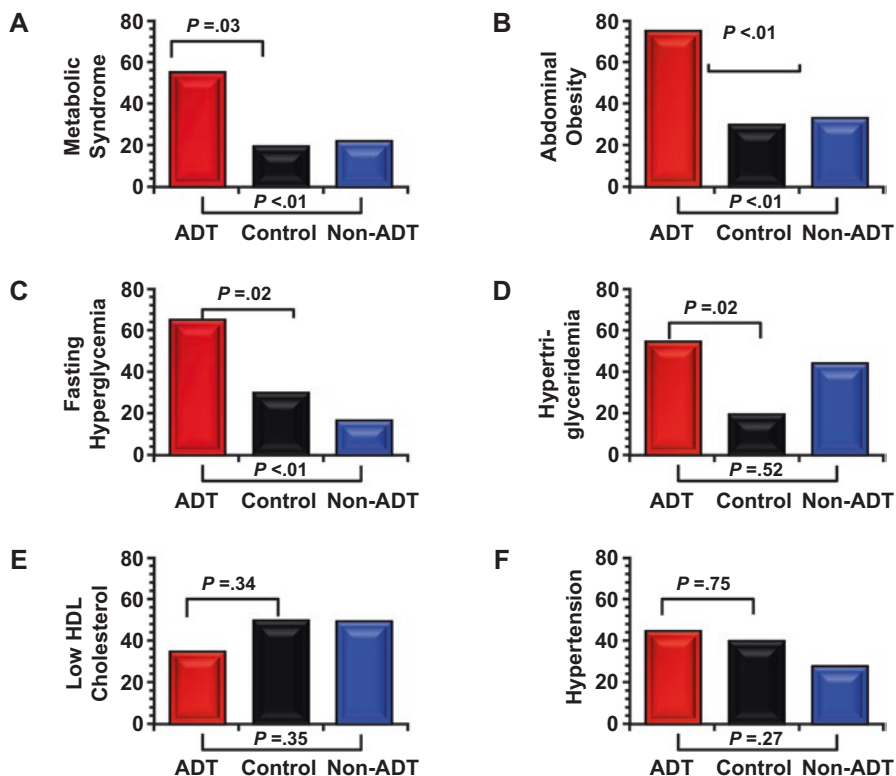 A
Metabolic
Syndrome
80
60
40
20
0
P =.03
P <.01
ADT Control Non-ADT
B
Abdominal
Obesity
80
60
40
20
0
P <.01
P <.01
ADT Control Non-ADT
C
Fasting
Hyperglycemia
80
60
40
20
0
P =.02
P <.01
ADT Control Non-ADT
D
Hypertri-
glyceridemia
80
60
40
20
0
P =.02
P =.52
ADT Control Non-ADT
E
Low HDL
Cholesterol
80
60
40
20
0
P =.34
P =.35
ADT Control Non-ADT
F
Hypertension
80
60
40
20
0
P =.75
P =.27
ADT Control Non-ADT